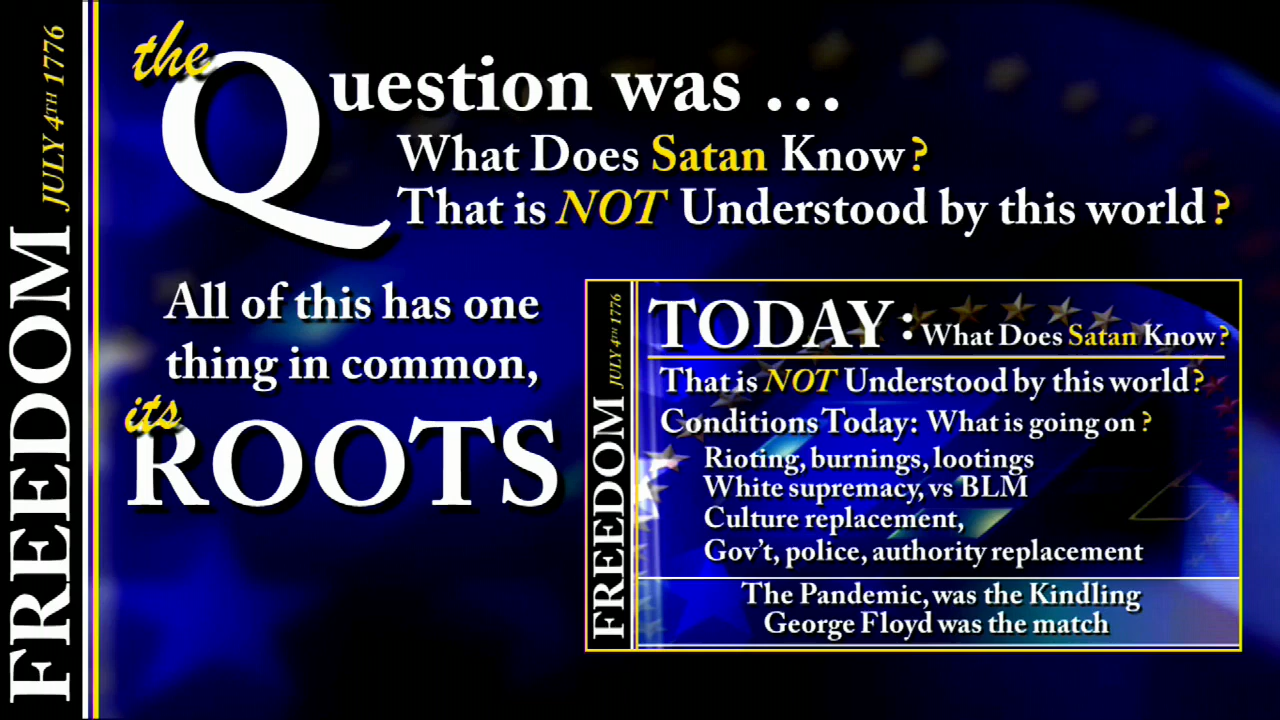 FREEDOM JULY 4TH 1776
the Question was ...
What Does Satan Know?
That is NOT Understood by this world?
All of this has one
thing in common,
its
ROOTS
FREEDOM JULY 4TH 1776
TODAY: What Does Satan Know?
That is NOT Understood by this world?
Conditions Today: What is going on?
Rioting, burnings, lootings
White supremacy, vs BLM
Culture replacement,
Gov't, police, authority replacement
The Pandemic, was the Kindling
George Floyd was the match